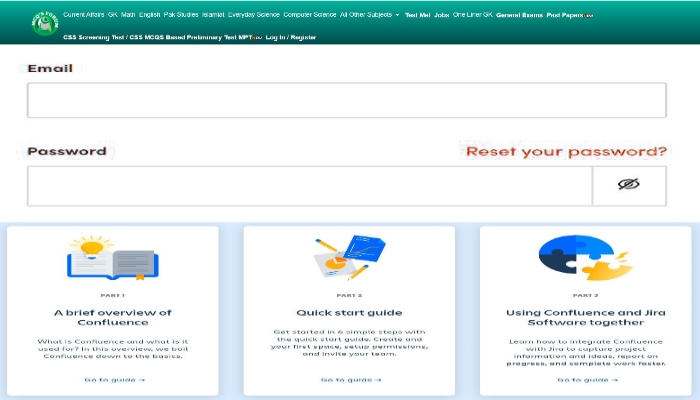 Current Affairs GK Math English Pak Studies Islamiat Everyday Science Computer Science All Other Subjects Test Me! Jobs One Liner GK General Exams Past Papers
CSS Screening Test / CSS MCQS Based Preliminary Test MPT Log In / Register
Email
Password
Reset your password?
PART 1
A brief overview of
Confluence
What is Confluence and what is it
used for? In this overview, we boil
Confluence down to the basics.
Go to guide →
PART 2
Quick start guide
Get started in 6 simple steps with
the quick start guide. Create and
your first space, setup permissions,
and invite your team.
Go to guide →
PART 3
Using Confluence and Jira
Software together
Learn how to integrate Confluence
with Jira to capture project
information and ideas, report on
progress, and complete work faster.
Go to guide →